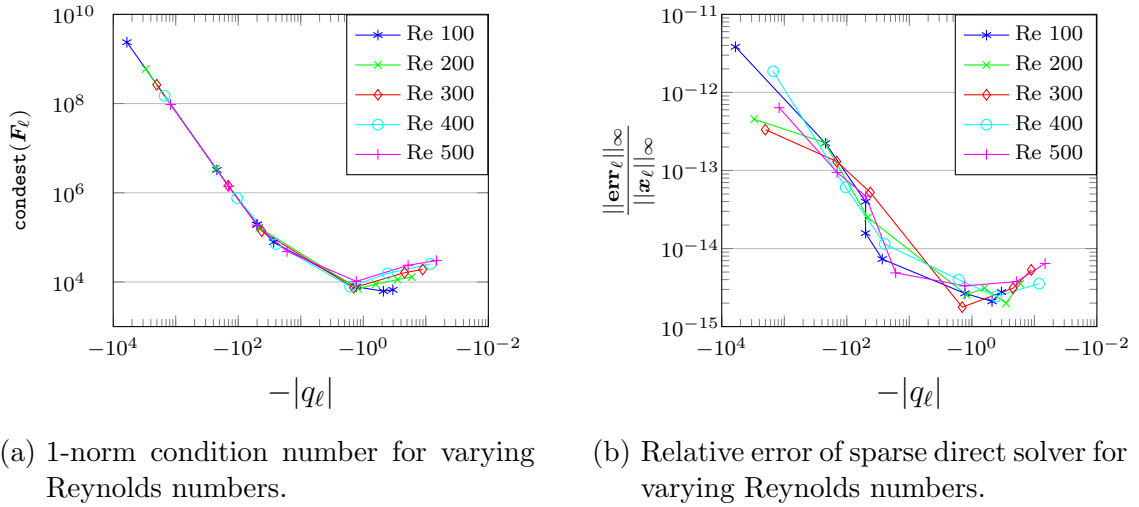 10^10
10^8
10^6
10^4
condest(F_ℓ)
−10^4
−10^2
−10^0
−10^−2
−|q_ℓ|
Re 100
Re 200
Re 300
Re 400
Re 500
(a) 1-norm condition number for varying
Reynolds numbers.
10^−11
10^−12
10^−13
10^−14
10^−15
||err_ℓ||_∞
||x_ℓ||_∞
−10^4
−10^2
−10^0
−10^−2
−|q_ℓ|
Re 100
Re 200
Re 300
Re 400
Re 500
(b) Relative error of sparse direct solver for
varying Reynolds numbers.